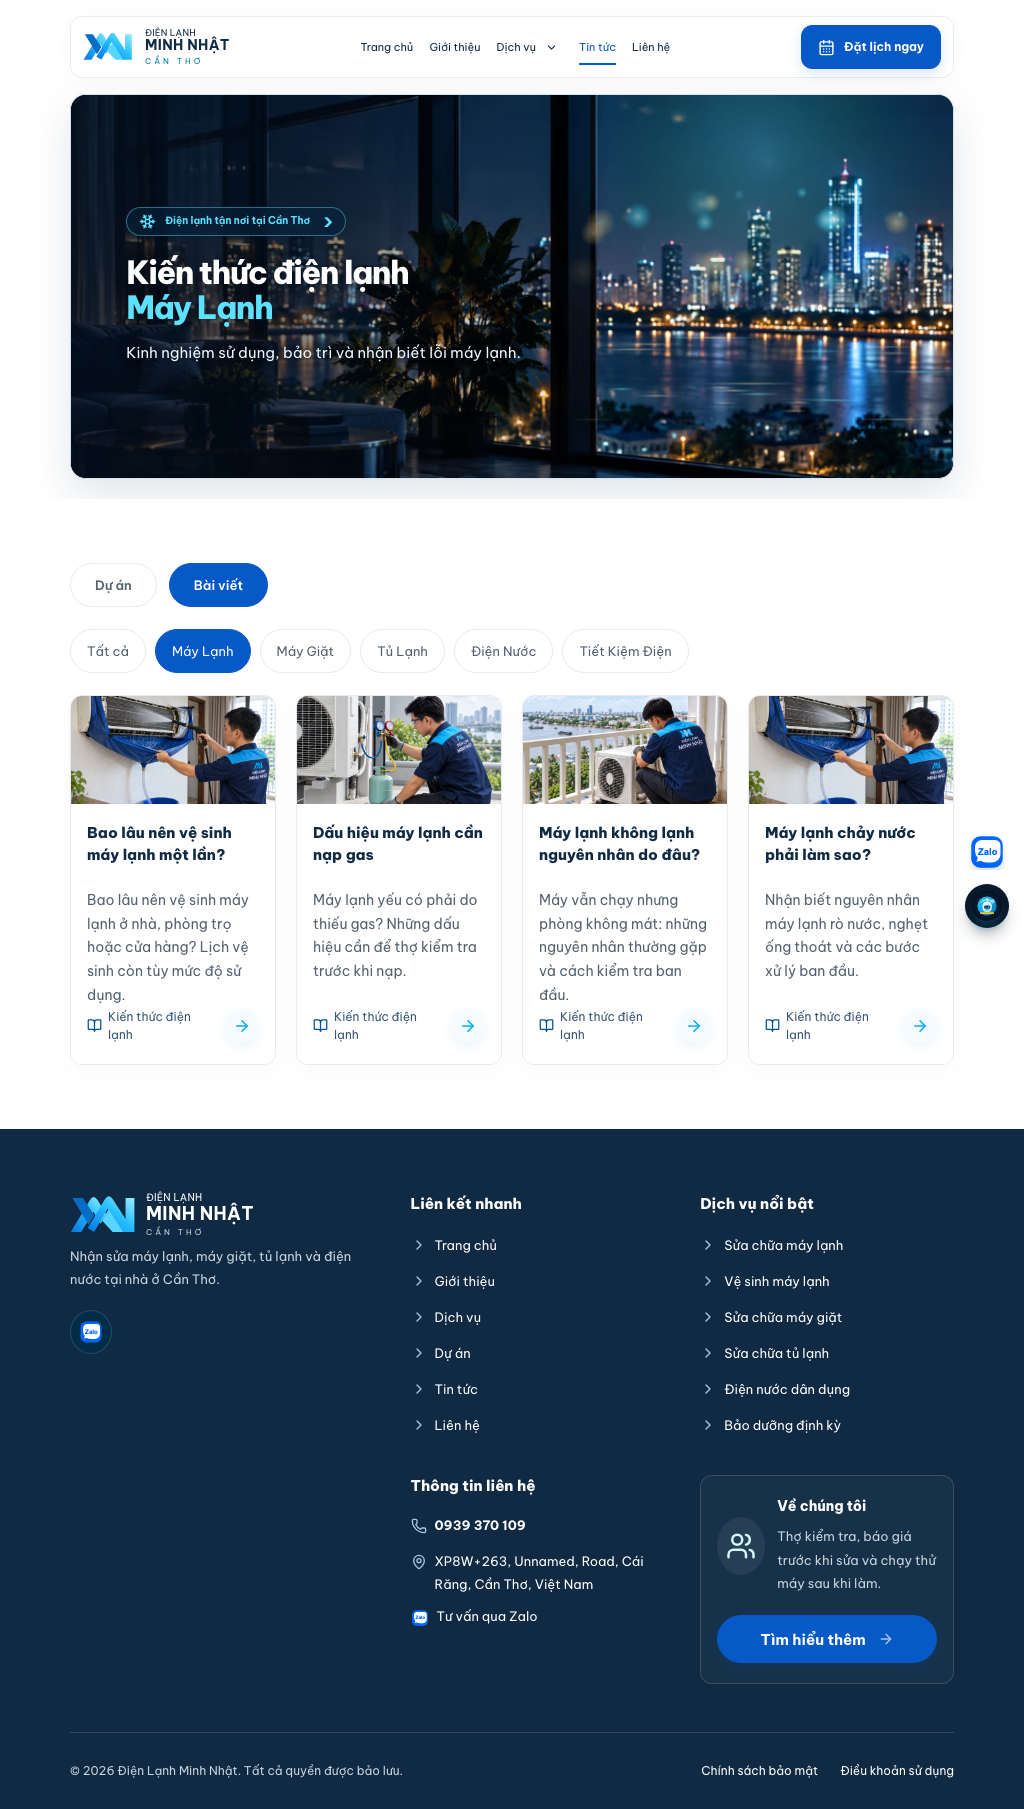 ĐIỆN LẠNH
MINH NHẬT
CẦN THƠ
Trang chủ
Giới thiệu
Dịch vụ
Tin tức
Liên hệ
Đặt lịch ngay
Điện lạnh tận nơi tại Cần Thơ
Kiến thức điện lạnh
Máy Lạnh
Kinh nghiệm sử dụng, bảo trì và nhận biết lỗi máy lạnh.
Dự án
Bài viết
Tất cả
Máy Lạnh
Máy Giặt
Tủ Lạnh
Điện Nước
Tiết Kiệm Điện
Bao lâu nên vệ sinh
máy lạnh một lần?
Bao lâu nên vệ sinh máy
lạnh ở nhà, phòng trọ
hoặc cửa hàng? Lịch vệ
sinh còn tùy mức độ sử
dụng.
Kiến thức điện
lạnh
Dấu hiệu máy lạnh cần
nạp gas
Máy lạnh yếu có phải do
thiếu gas? Những dấu
hiệu cần để thợ kiểm tra
trước khi nạp.
Kiến thức điện
lạnh
MINH NHẬT
Máy lạnh không lạnh
nguyên nhân do đâu?
Máy vẫn chạy nhưng
phòng không mát: những
nguyên nhân thường gặp
và cách kiểm tra ban
đầu.
Kiến thức điện
lạnh
Máy lạnh chảy nước
phải làm sao?
Nhận biết nguyên nhân
máy lạnh rò nước, nghẹt
ống thoát và các bước
xử lý ban đầu.
Kiến thức điện
lạnh
Zalo
ĐIỆN LẠNH
MINH NHẬT
CẦN THƠ
Nhận sửa máy lạnh, máy giặt, tủ lạnh và điện
nước tại nhà ở Cần Thơ.
Zalo
Liên kết nhanh
Trang chủ
Giới thiệu
Dịch vụ
Dự án
Tin tức
Liên hệ
Dịch vụ nổi bật
Sửa chữa máy lạnh
Vệ sinh máy lạnh
Sửa chữa máy giặt
Sửa chữa tủ lạnh
Điện nước dân dụng
Bảo dưỡng định kỳ
Thông tin liên hệ
0939 370 109
XP8W+263, Unnamed, Road, Cái
Răng, Cần Thơ, Việt Nam
Zalo
Tư vấn qua Zalo
Về chúng tôi
Thợ kiểm tra, báo giá
trước khi sửa và chạy thử
máy sau khi làm.
Tìm hiểu thêm
© 2026 Điện Lạnh Minh Nhật. Tất cả quyền được bảo lưu.
Chính sách bảo mật
Điều khoản sử dụng